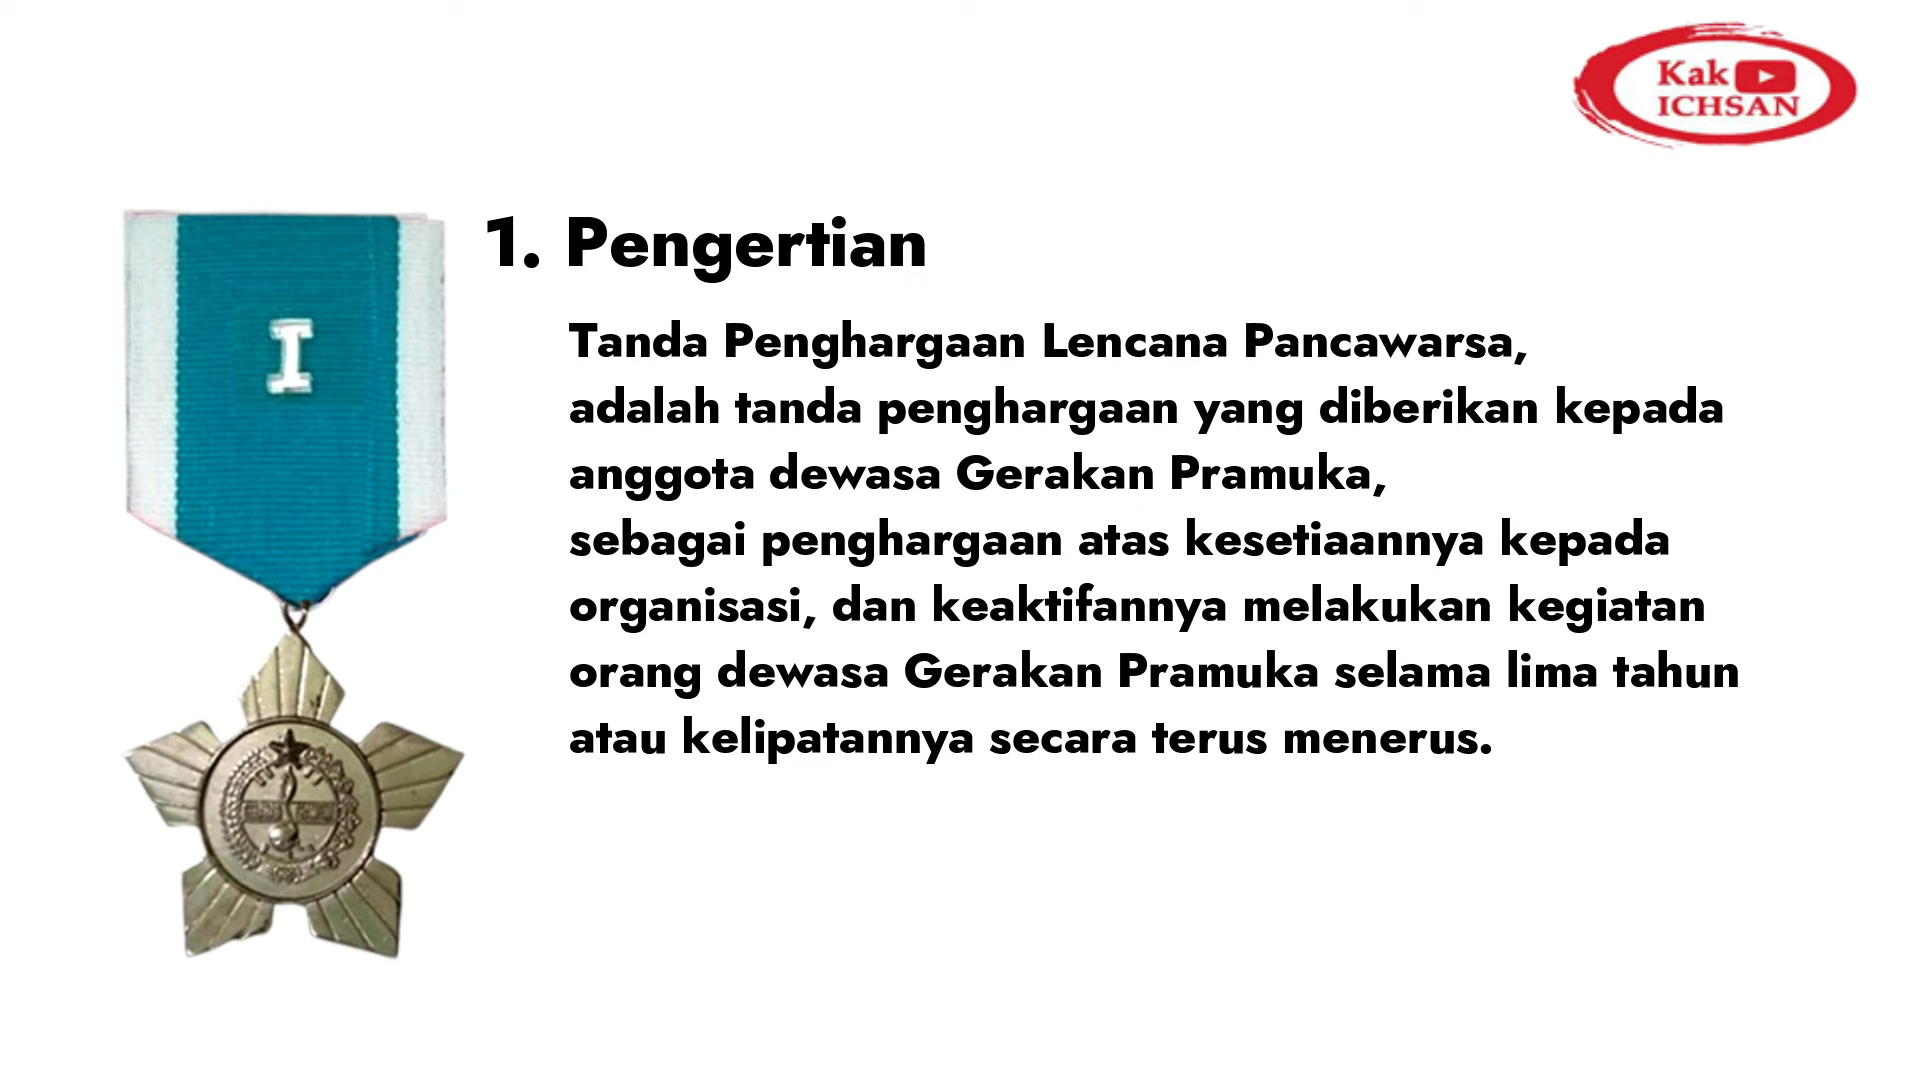 Kak
ICHSAN
I
1. Pengertian
Tanda Penghargaan Lencana Pancawarsa,
adalah tanda penghargaan yang diberikan kepada
anggota dewasa Gerakan Pramuka,
sebagai penghargaan atas kesetiaannya kepada
organisasi, dan keaktifannya melakukan kegiatan
orang dewasa Gerakan Pramuka selama lima tahun
atau kelipatannya secara terus menerus.